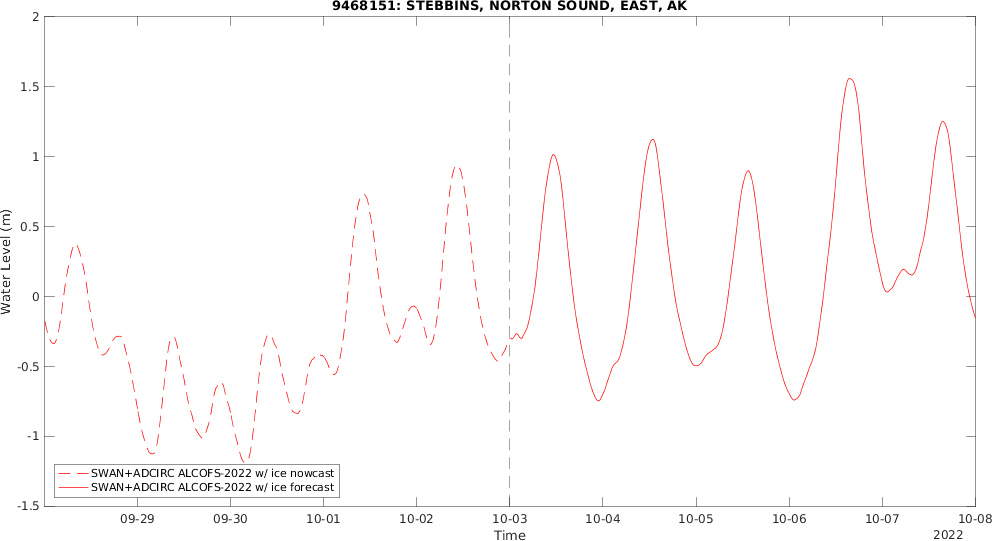 9468151: STEBBINS, NORTON SOUND, EAST, AK
Water Level (m)
2
1.5
1
0.5
0
-0.5
-1
-1.5
SWAN+ADCIRC ALCOFS-2022 w/ ice nowcast
SWAN+ADCIRC ALCOFS-2022 w/ ice forecast
09-29 09-30 10-01 10-02 10-03 10-04 10-05 10-06 10-07 10-08
Time
2022